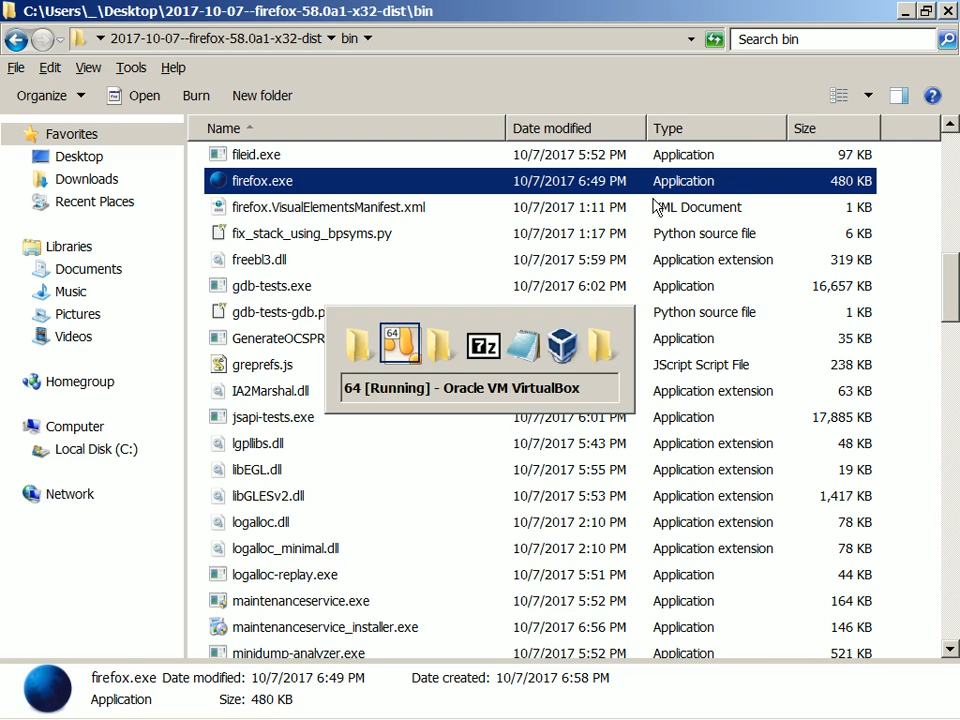 C:\Users\_\Desktop\2017-10-07--firefox-58.0a1-x32-dist\bin
2017-10-07--firefox-58.0a1-x32-dist bin Search bin
File Edit View Tools Help
Organize Open Burn New folder
Favorites
Desktop
Downloads
Recent Places
Libraries
Documents
Music
Pictures
Videos
Homegroup
Computer
Local Disk (C:)
Network
Name Date modified Type Size
fileid.exe 10/7/2017 5:52 PM Application 97 KB
firefox.exe 10/7/2017 6:49 PM Application 480 KB
firefox.VisualElementsManifest.xml 10/7/2017 1:11 PM XML Document 1 KB
fix_stack_using_bpsyms.py 10/7/2017 1:17 PM Python source file 6 KB
freebl3.dll 10/7/2017 5:59 PM Application extension 319 KB
gdb-tests.exe 10/7/2017 6:02 PM Application 16,657 KB
gdb-tests-gdb.p Python source file 1 KB
GenerateOCSPR Application 35 KB
greprefs.js JScript Script File 238 KB
IA2Marshal.dll Application extension 63 KB
jsapi-tests.exe 10/7/2017 6:01 PM Application 17,885 KB
lgpllibs.dll 10/7/2017 5:43 PM Application extension 48 KB
libEGL.dll 10/7/2017 5:55 PM Application extension 19 KB
libGLESv2.dll 10/7/2017 5:53 PM Application extension 1,417 KB
logalloc.dll 10/7/2017 2:10 PM Application extension 78 KB
logalloc_minimal.dll 10/7/2017 2:10 PM Application extension 78 KB
logalloc-replay.exe 10/7/2017 5:51 PM Application 44 KB
maintenanceservice.exe 10/7/2017 5:52 PM Application 164 KB
maintenanceservice_installer.exe 10/7/2017 6:56 PM Application 146 KB
minidump-analyzer.exe 10/7/2017 5:52 PM Application 521 KB
64
7z
64 [Running] - Oracle VM VirtualBox
firefox.exe Date modified: 10/7/2017 6:49 PM Date created: 10/7/2017 6:58 PM
Application Size: 480 KB